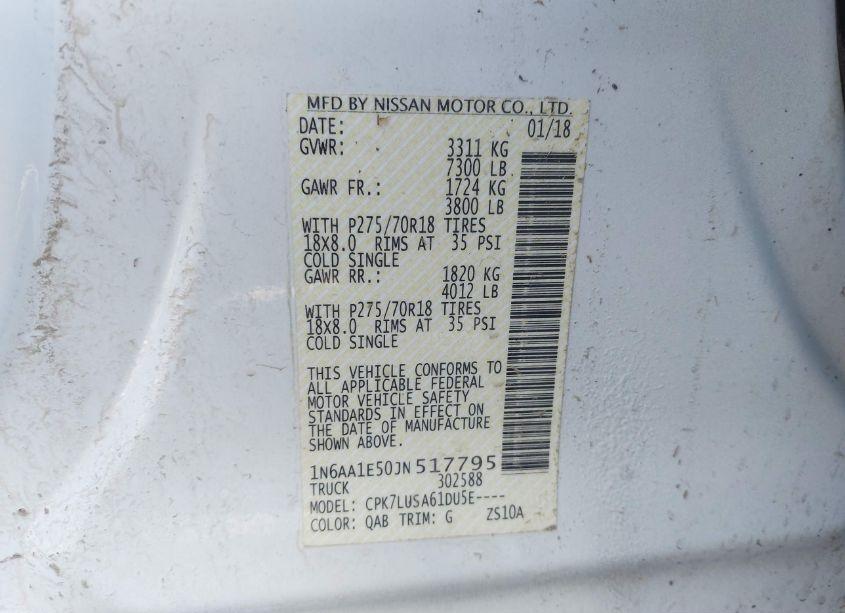 MFD BY NISSAN MOTOR CO., LTD.
DATE: 01/18
GVWR: 3311 KG
7300 LB
GAWR FR.: 1724 KG
3800 LB
WITH P275/70R18 TIRES
18X8.0 RIMS AT 35 PSI
COLD SINGLE
GAWR RR.: 1820 KG
4012 LB
WITH P275/70R18 TIRES
18X8.0 RIMS AT 35 PSI
COLD SINGLE
THIS VEHICLE CONFORMS TO
ALL APPLICABLE FEDERAL
MOTOR VEHICLE SAFETY
STANDARDS IN EFFECT ON
THE DATE OF MANUFACTURE
SHOWN ABOVE.
1N6AA1E50JN517795
TRUCK 302588
MODEL: CPK7LUSA61DU5E----
COLOR: QAB TRIM: G ZS10A